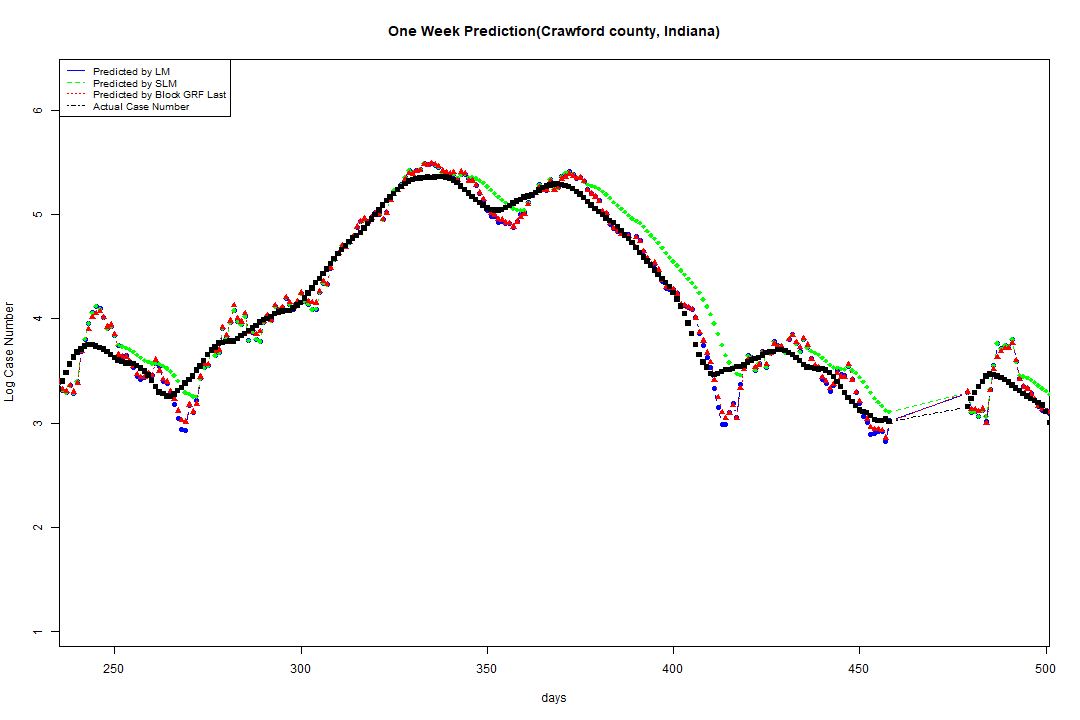 One Week Prediction(Crawford county, Indiana)
Predicted by LM
Predicted by SLM
Predicted by Block GRF Last
Actual Case Number
Log Case Number
6
5
4
3
2
1
250 300 350 400 450 500
days